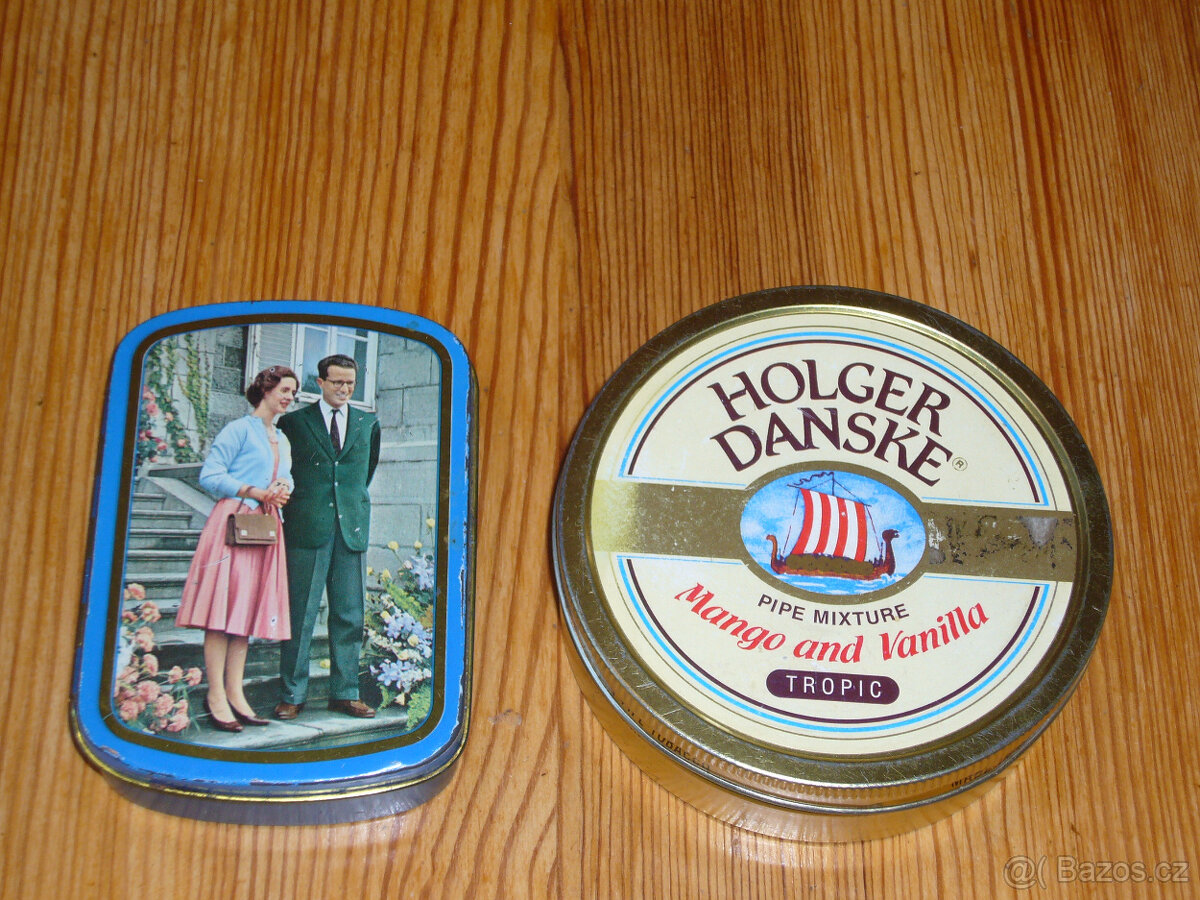 HOLGER
DANSKE®
PIPE MIXTURE
Mango and Vanilla
TROPIC
@( Bazos.cz